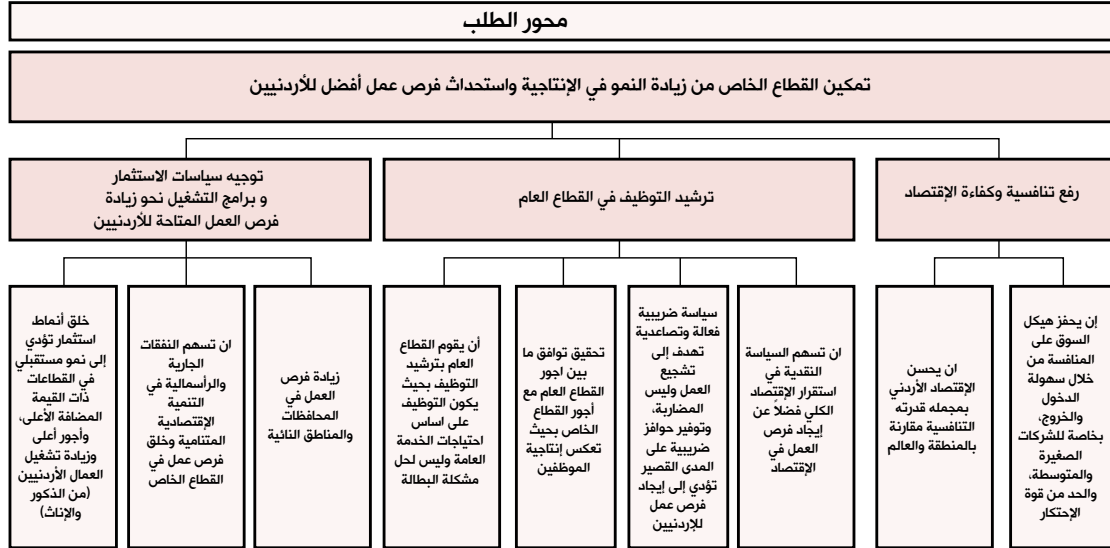 محور الطلب
تمكين القطاع الخاص من زيادة النمو في الإنتاجية واستحداث فرص عمل أفضل للأردنيين
رفع تنافسية وكفاءة الإقتصاد
ترشيد التوظيف في القطاع العام
توجيه سياسات الاستثمار
و برامج التشغيل نحو زيادة
فرص العمل المتاحة للأردنيين
إن يحفز هيكل
السوق على
المنافسة من
خلال سهولة
الدخول
والخروج،
بخاصة للشركات
الصغيرة
والمتوسطة،
والحد من قوة
الإحتكار
ان يحسن
الإقتصاد الأردني
بمجمله قدرته
التنافسية مقارنة
بالمنطقة والعالم
ان تسهم السياسة
النقدية في
استقرار الإقتصاد
الكلي فضلاً عن
إيجاد فرص
العمل في
الإقتصاد
سياسة ضريبية
فعالة وتصاعدية
تهدف إلى
تشجيع
العمل وليس
المضاربة،
وتوفير حوافز
ضريبية على
المدى القصير
تؤدي إلى إيجاد
فرص عمل
للإردنيين
تحقيق توافق ما
بين اجور
القطاع العام مع
أجور القطاع
الخاص بحيث
تعكس إنتاجية
الموظفين
أن يقوم القطاع
العام بترشيد
التوظيف بحيث
يكون التوظيف
على اساس
احتياجات الخدمة
العامة وليس لحل
مشكلة البطالة
زيادة فرص
العمل في
المحافظات
والمناطق النائية
ان تسهم النفقات
الجارية
والرأسمالية في
التنمية
الإقتصادية
المتنامية وخلق
فرص عمل في
القطاع الخاص
خلق أنماط
استثمار تؤدي
إلى نمو مستقبلي
في القطاعات
ذات القيمة
المضافة الأعلى،
وأجور أعلى
وزيادة تشغيل
العمال الأردنيين
(من الذكور
والإناث)